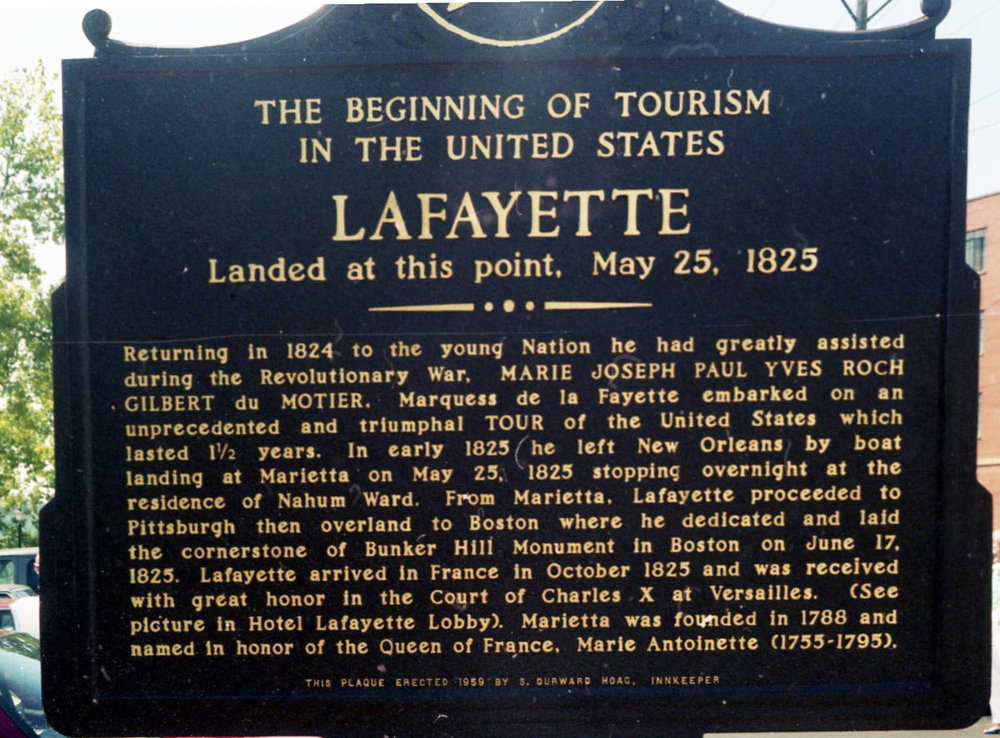 THE BEGINNING OF TOURISM
IN THE UNITED STATES
LAFAYETTE
Landed at this point, May 25, 1825
Returning in 1824 to the young Nation he had greatly assisted
during the Revolutionary War, MARIE JOSEPH PAUL YVES ROCH
GILBERT du MOTIER, Marquess de la Fayette embarked on an
unprecedented and triumphal TOUR of the United States which
lasted 1½ years. In early 1825 he left New Orleans by boat
landing at Marietta on May 25, 1825 stopping overnight at the
residence of Nahum Ward. From Marietta, Lafayette proceeded to
Pittsburgh then overland to Boston where he dedicated and laid
the cornerstone of Bunker Hill Monument in Boston on June 17,
1825. Lafayette arrived in France in October 1825 and was received
with great honor in the Court of Charles X at Versailles. (See
picture in Hotel Lafayette Lobby). Marietta was founded in 1788 and
named in honor of the Queen of France, Marie Antoinette (1755-1795).
THIS PLAQUE ERECTED 1959 BY S. DURWARD HOAG, INNKEEPER